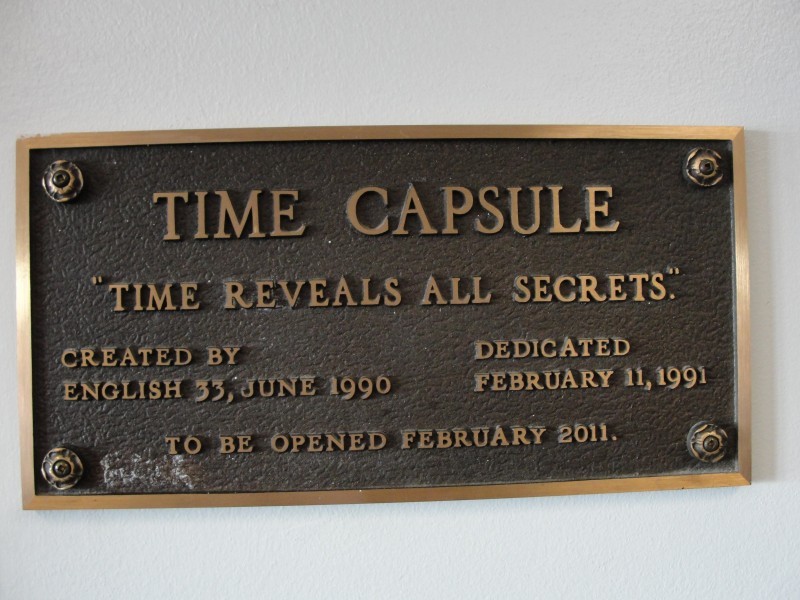 TIME CAPSULE
"TIME REVEALS ALL SECRETS."
CREATED BY
ENGLISH 33, JUNE 1990
DEDICATED
FEBRUARY 11, 1991
TO BE OPENED FEBRUARY 2011.